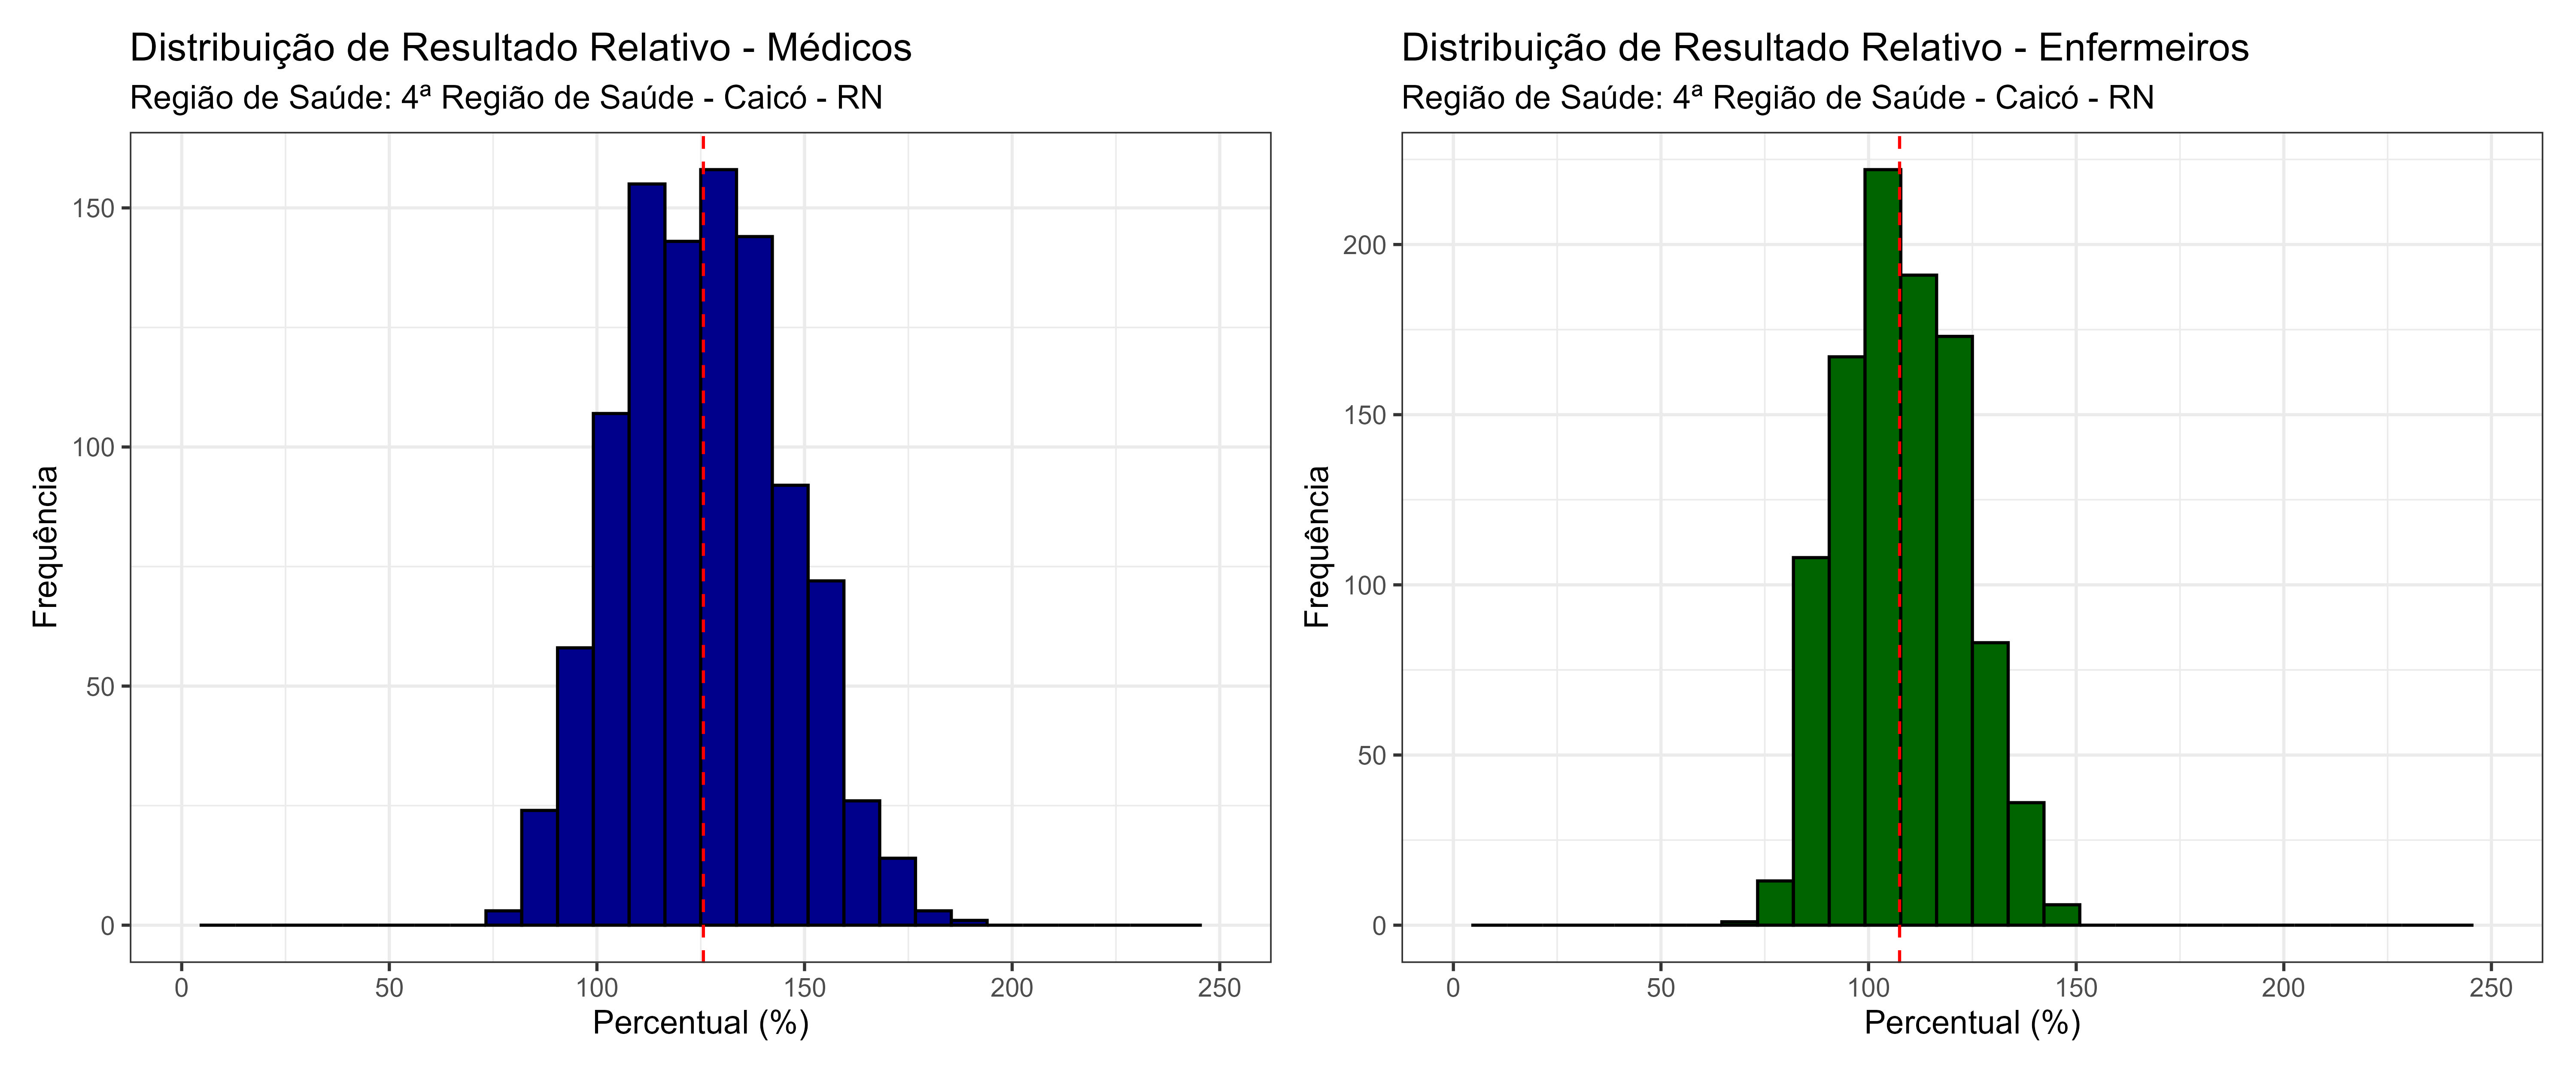 Distribuição de Resultado Relativo - Médicos
Região de Saúde: 4ª Região de Saúde - Caicó - RN
Frequência
150
100
50
0
0 50 100 150 200 250
Percentual (%)
Distribuição de Resultado Relativo - Enfermeiros
Região de Saúde: 4ª Região de Saúde - Caicó - RN
Frequência
200
150
100
50
0
0 50 100 150 200 250
Percentual (%)